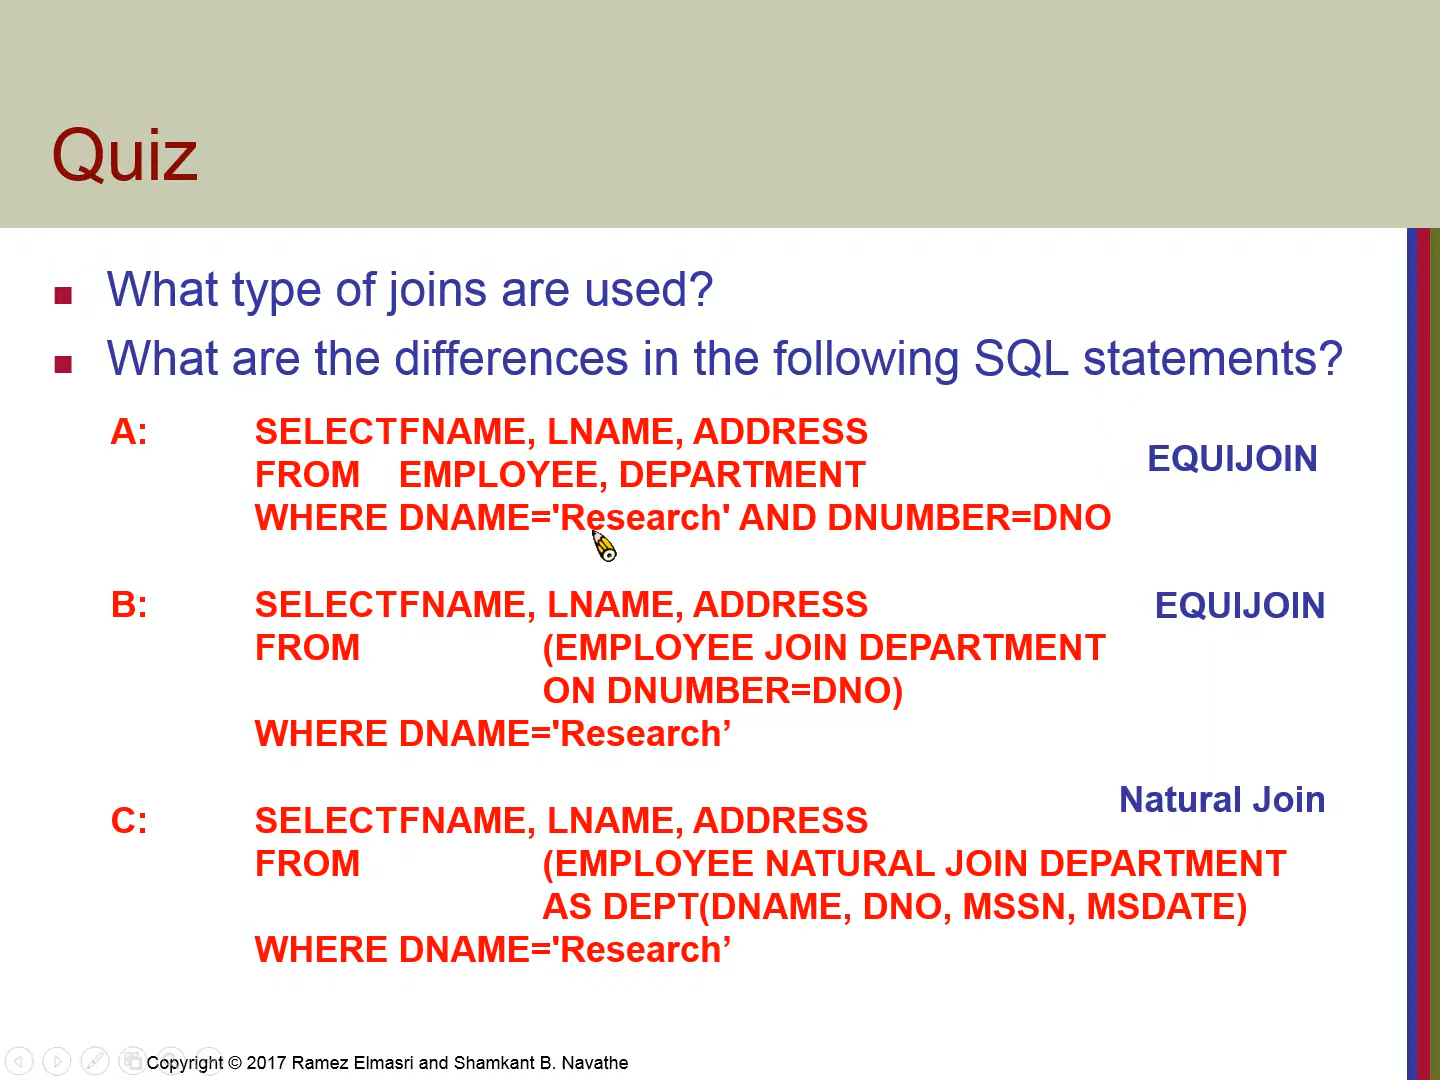 Quiz
What type of joins are used?
What are the differences in the following SQL statements?
A: SELECTFNAME, LNAME, ADDRESS
EQUIJOIN
FROM EMPLOYEE, DEPARTMENT
WHERE DNAME='Research' AND DNUMBER=DNO
B: SELECTFNAME, LNAME, ADDRESS
EQUIJOIN
FROM (EMPLOYEE JOIN DEPARTMENT
ON DNUMBER=DNO)
WHERE DNAME='Research’
Natural Join
C: SELECTFNAME, LNAME, ADDRESS
FROM (EMPLOYEE NATURAL JOIN DEPARTMENT
AS DEPT(DNAME, DNO, MSSN, MSDATE)
WHERE DNAME='Research’
Copyright © 2017 Ramez Elmasri and Shamkant B. Navathe